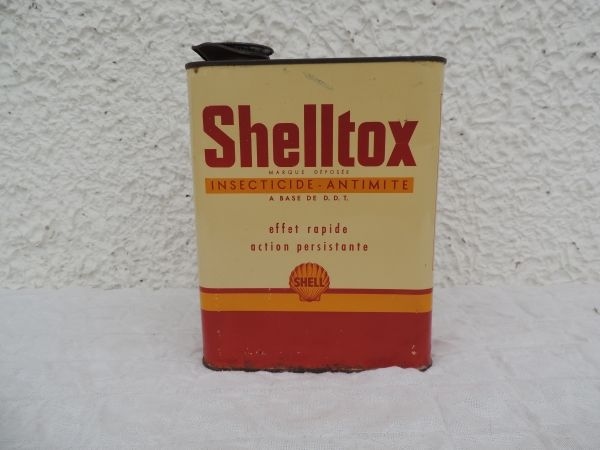 Shelltox
MARQUE DÉPOSÉE
INSECTICIDE-ANTIMITE
A BASE DE D.D.T.
effet rapide
action persistante
SHELL